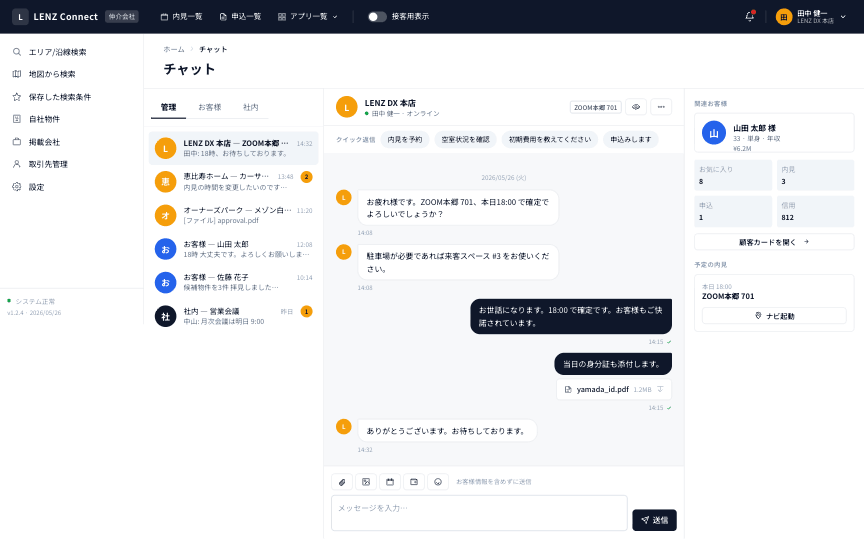 L LENZ Connect 仲介会社 内見一覧 申込一覧 アプリ一覧 接客用表示 田 田中 健一
LENZ DX 本店
エリア/沿線検索
地図から検索
保存した検索条件
自社物件
掲載会社
取引先管理
設定
システム正常
v1.2.4 · 2026/05/26
ホーム チャット
チャット
管理 お客様 社内
L LENZ DX 本店 — ZOOM本郷 … 14:32
田中: 18時、お待ちしております。
恵 恵比寿ホーム — カーサ… 13:48 2
内見の時間を変更したいのです…
オ オーナーズパーク — メゾン白… 11:20
[ファイル] approval.pdf
お お客様 — 山田 太郎 12:08
18時 大丈夫です。よろしくお願いしま…
お お客様 — 佐藤 花子 10:14
候補物件を3件 拝見しました…
社 社内 — 営業会議 昨日 1
中山: 月次会議は明日 9:00
L LENZ DX 本店 ZOOM本郷 701
田中 健一 · オンライン
クイック返信 内見を予約 空室状況を確認 初期費用を教えてください 申込みします
2026/05/26 (火)
L お疲れ様です。ZOOM本郷 701、本日18:00 で確定で
よろしいでしょうか？
14:08
L 駐車場が必要であれば来客スペース #3 をお使いくだ
さい。
14:08
お世話になります。18:00 で確定です。お客様もご快
諾されています。
14:15
当日の身分証も添付します。
yamada_id.pdf 1.2MB
14:15
L ありがとうございます。お待ちしております。
14:32
お客様情報を含めずに送信
メッセージを入力…
送信
関連お客様
山 山田 太郎 様
33 · 単身 · 年収
¥6.2M
お気に入り
8
内見
3
申込
1
信用
812
お客様カードを開く →
予定の内見
本日 18:00
ZOOM本郷 701
ナビ起動